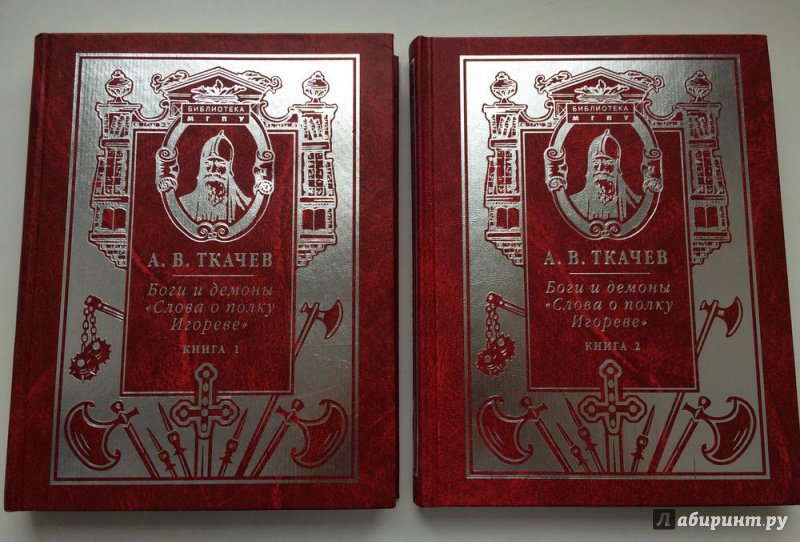 БИБЛИОТЕКА
МГПУ
А. В. ТКАЧЕВ
Боги и демоны
«Слова о полку
Игореве»
КНИГА 1
БИБЛИОТЕКА
МГПУ
А. В. ТКАЧЕВ
Боги и демоны
«Слова о полку
Игореве»
КНИГА 2
Лабиринт.ру